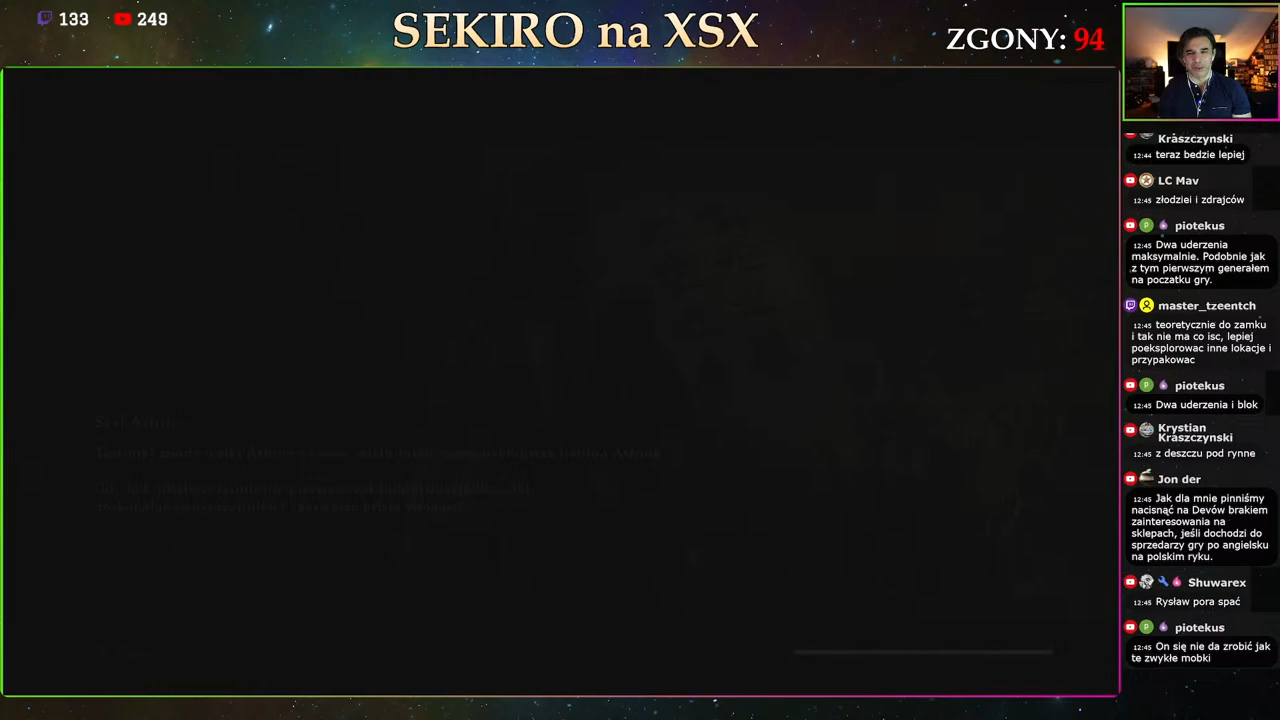 133
249
SEKIRO na XSX
ZGONY: 94
Kraszczynski
12:44 teraz bedzie lepiej
LC Mav
12:45 złodziei i zdrajców
piotekus
12:45 Dwa uderzenia
maksymalnie. Podobnie jak
z tym pierwszym generałem
na poczatku gry.
master_tzeentch
12:45 teoretycznie do zamku
i tak nie ma co isc, lepiej
poeksplorowac inne lokacje i
przypakowac
piotekus
12:45 Dwa uderzenia i blok
Krystian
Kraszczynski
12:45 z deszczu pod rynne
Jon der
12:45 Jak dla mnie pinniśmy
nacisnąć na Devów brakiem
zainteresowania na
sklepach, jeśli dochodzi do
sprzedarzy gry po angielsku
na polskim ryku.
Shuwarex
12:45 Rysław pora spać
piotekus
12:45 On się nie da zrobić jak
te zwykłe mobki